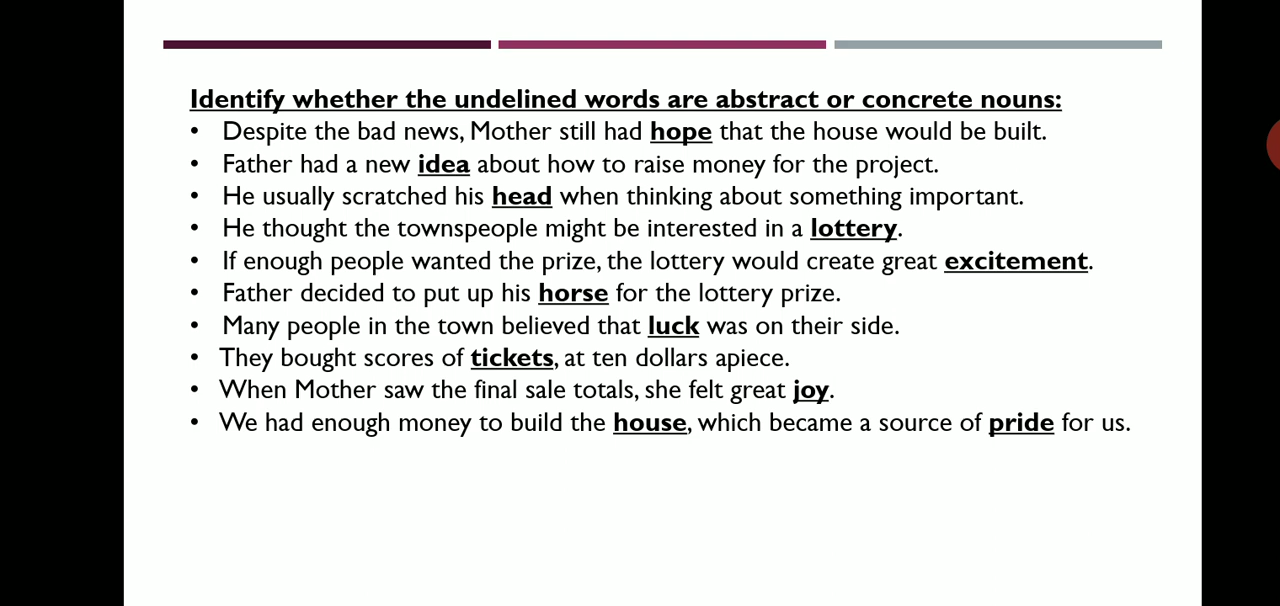 Identify whether the undelined words are abstract or concrete nouns:
• Despite the bad news, Mother still had hope that the house would be built.
• Father had a new idea about how to raise money for the project.
• He usually scratched his head when thinking about something important.
• He thought the townspeople might be interested in a lottery.
• If enough people wanted the prize, the lottery would create great excitement.
• Father decided to put up his horse for the lottery prize.
• Many people in the town believed that luck was on their side.
• They bought scores of tickets, at ten dollars apiece.
• When Mother saw the final sale totals, she felt great joy.
• We had enough money to build the house, which became a source of pride for us.